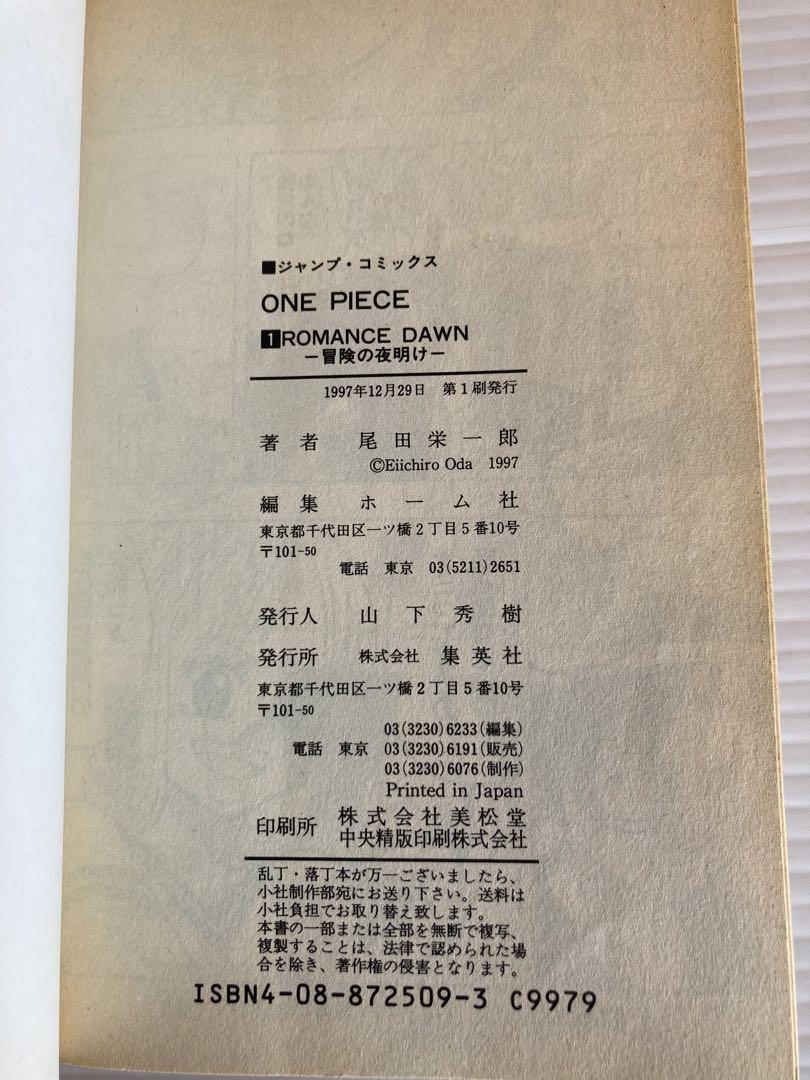 ■ジャンプ・コミックス
ONE PIECE
1 ROMANCE DAWN
―冒険の夜明け―
1997年12月29日　第1刷発行
著者　尾田栄一郎
©Eiichiro Oda 1997
編集　ホーム社
東京都千代田区一ツ橋2丁目5番10号
〒101-50
電話　東京　03(5211)2651
発行人　山下秀樹
発行所　株式会社　集英社
東京都千代田区一ツ橋2丁目5番10号
〒101-50
03(3230)6233(編集)
電話　東京　03(3230)6191(販売)
03(3230)6076(制作)
Printed in Japan
印刷所　株式会社美松堂
中央精版印刷株式会社
乱丁・落丁本が万一ございましたら、
小社制作部宛にお送り下さい。送料は
小社負担でお取り替え致します。
本書の一部または全部を無断で複写、
複製することは、法律で認められた場
合を除き、著作権の侵害となります。
ISBN4-08-872509-3 C9979